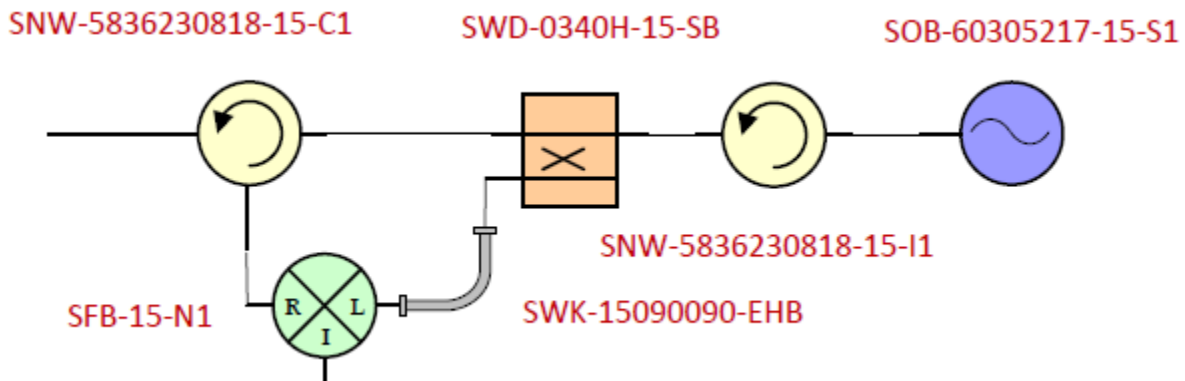 SNW-5836230818-15-C1
SWD-0340H-15-SB
SOB-60305217-15-S1
SNW-5836230818-15-I1
SFB-15-N1
R
L
I
SWK-15090090-EHB